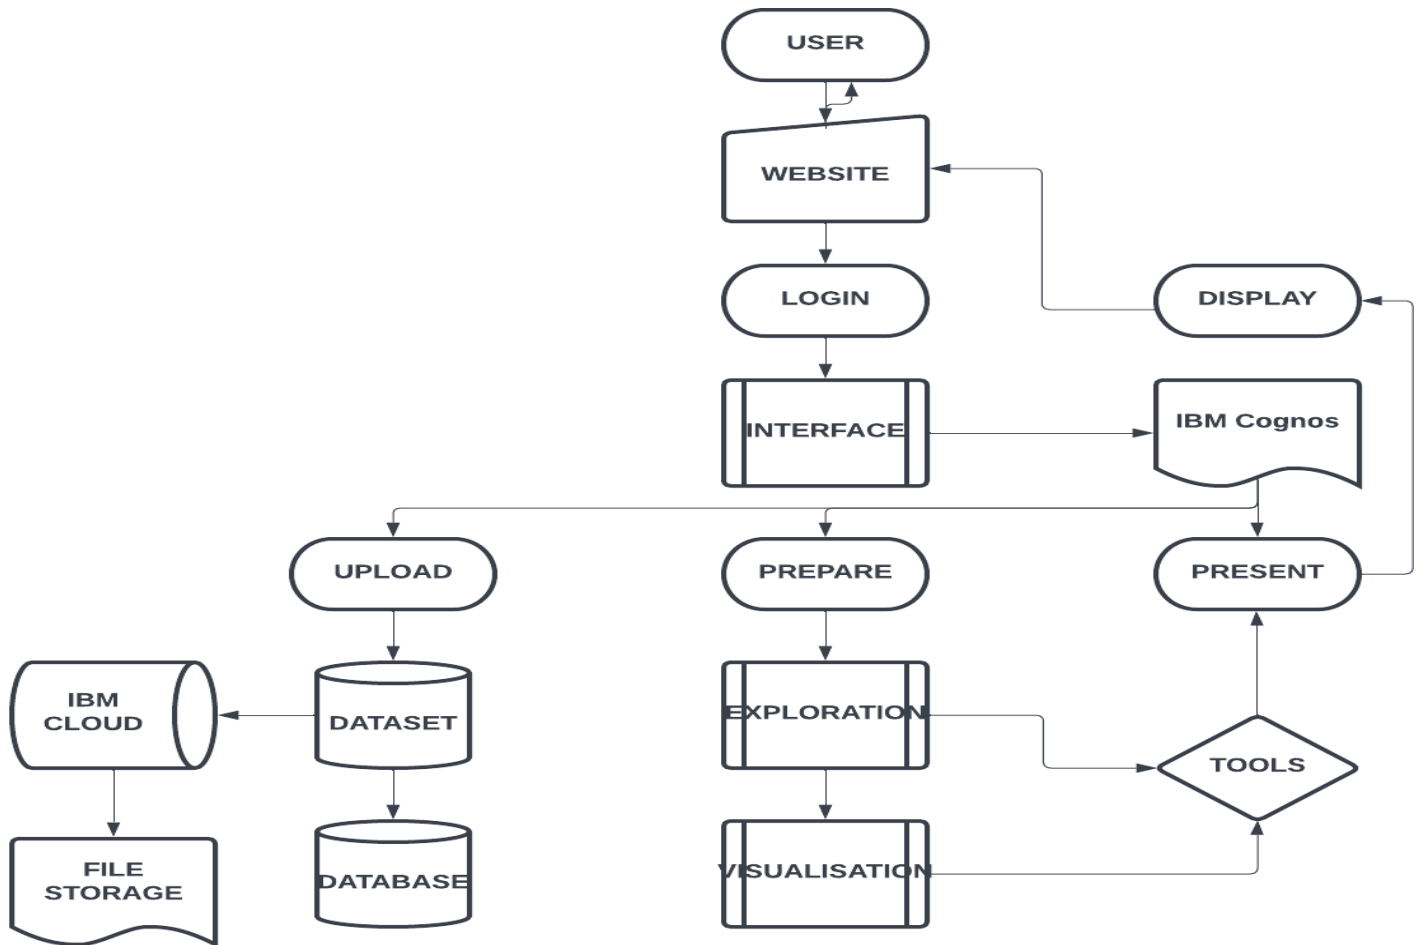 USER
WEBSITE
LOGIN
DISPLAY
INTERFACE
IBM Cognos
UPLOAD
PREPARE
PRESENT
IBM
CLOUD
DATASET
EXPLORATION
TOOLS
FILE
STORAGE
DATABASE
VISUALISATION